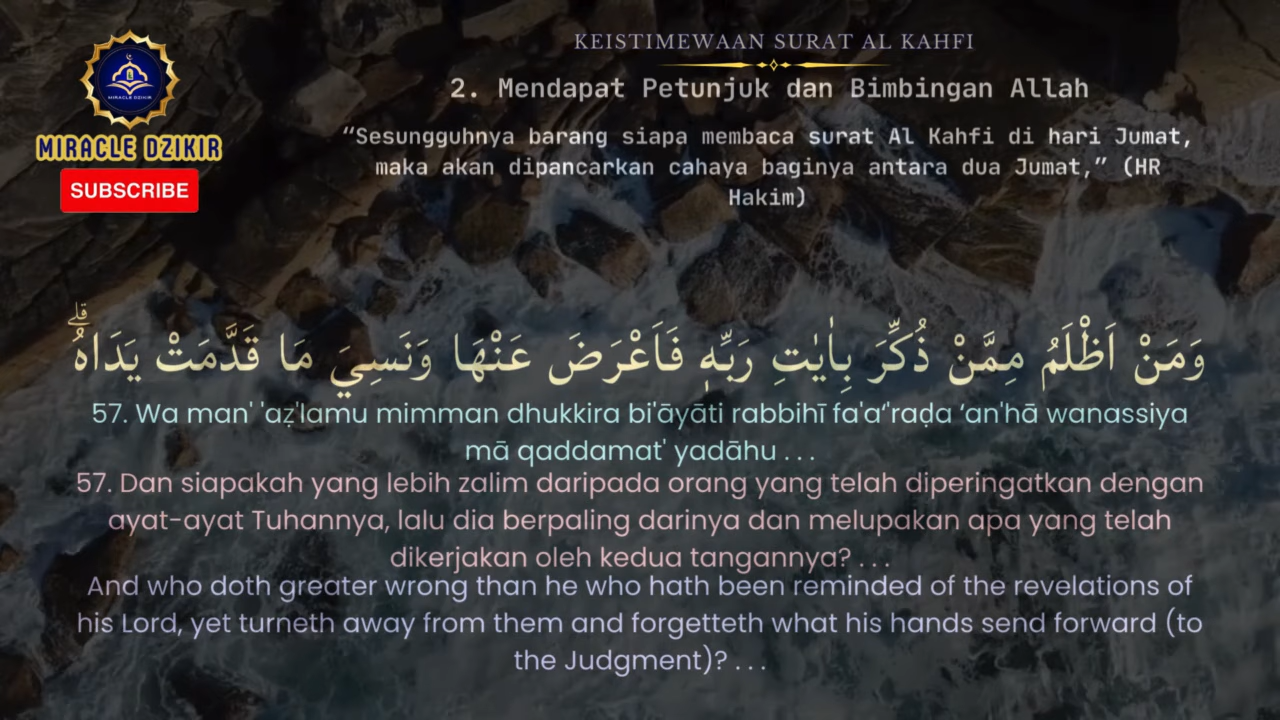 MIRACLE DZIKIR
MIRACLE DZIKIR
SUBSCRIBE
KEISTIMEWAAN SURAT AL KAHFI
2. Mendapat Petunjuk dan Bimbingan Allah
“Sesungguhnya barang siapa membaca surat Al Kahfi di hari Jumat,
maka akan dipancarkan cahaya baginya antara dua Jumat,” (HR
Hakim)
وَمَنْ اَظْلَمُ مِمَّنْ ذُكِّرَ بِاٰيٰتِ رَبِّهٖ فَاَعْرَضَ عَنْهَا وَنَسِيَ مَا قَدَّمَتْ يَدَاهُۗ
57. Wa man' 'aẓ'lamu mimman dhukkira bi'āyāti rabbihī fa'a‘'raḍa ‘an'hā wanassiya
mā qaddamat' yadāhu . . .
57. Dan siapakah yang lebih zalim daripada orang yang telah diperingatkan dengan
ayat-ayat Tuhannya, lalu dia berpaling darinya dan melupakan apa yang telah
dikerjakan oleh kedua tangannya? . . .
And who doth greater wrong than he who hath been reminded of the revelations of
his Lord, yet turneth away from them and forgetteth what his hands send forward (to
the Judgment)? . . .